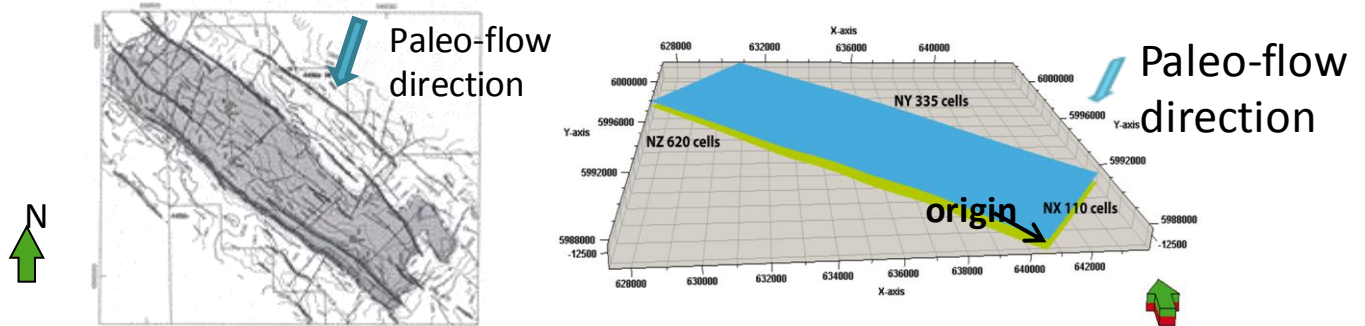 Paleo-flow
direction
N
X-axis
628000
632000
636000
640000
6000000
5996000
Y-axis
5992000
5988000
-12500
NY 335 cells
NZ 620 cells
NX 110 cells
origin
6000000
5996000
Y-axis
5992000
5988000
-12500
628000
630000
632000
634000
636000
638000
640000
642000
X-axis
Paleo-flow
direction